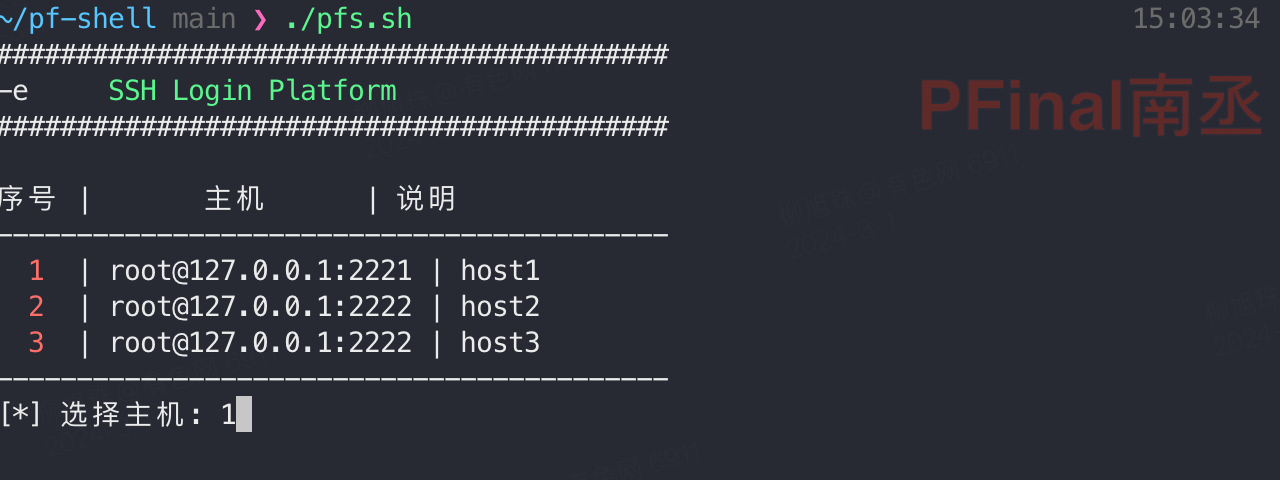 ~/pf-shell main ❯ ./pfs.sh 15:03:34
##########################################
-e     SSH Login Platform
PFinal南丞
##########################################
序号 |       主机       | 说明
------------------------------------------
1  | root@127.0.0.1:2221 | host1
2  | root@127.0.0.1:2222 | host2
3  | root@127.0.0.1:2222 | host3
------------------------------------------
[*] 选择主机: 1